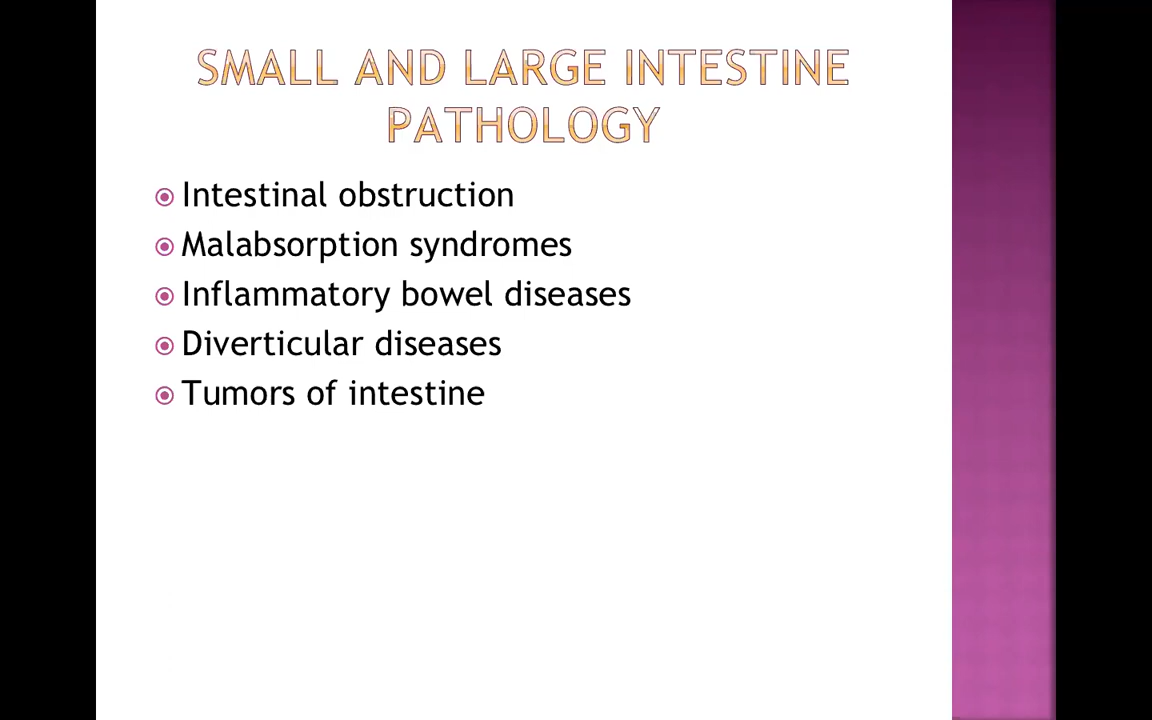 SMALL AND LARGE INTESTINE
PATHOLOGY
Intestinal obstruction
Malabsorption syndromes
Inflammatory bowel diseases
Diverticular diseases
Tumors of intestine